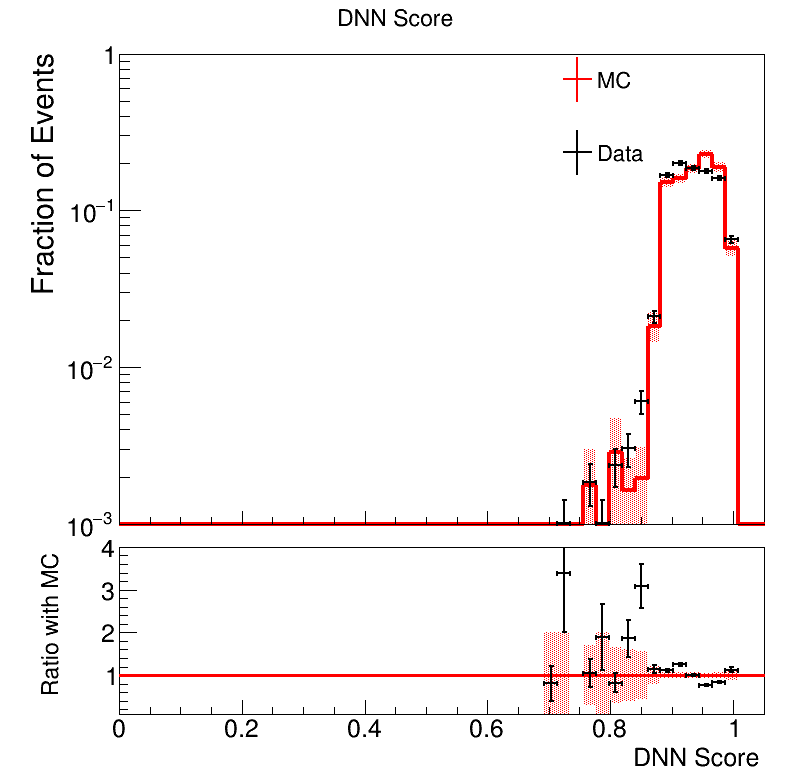 DNN Score
1
MC
Data
Fraction of Events
10⁻¹
10⁻²
10⁻³
4
3
2
1
Ratio with MC
0 0.2 0.4 0.6 0.8 1
DNN Score